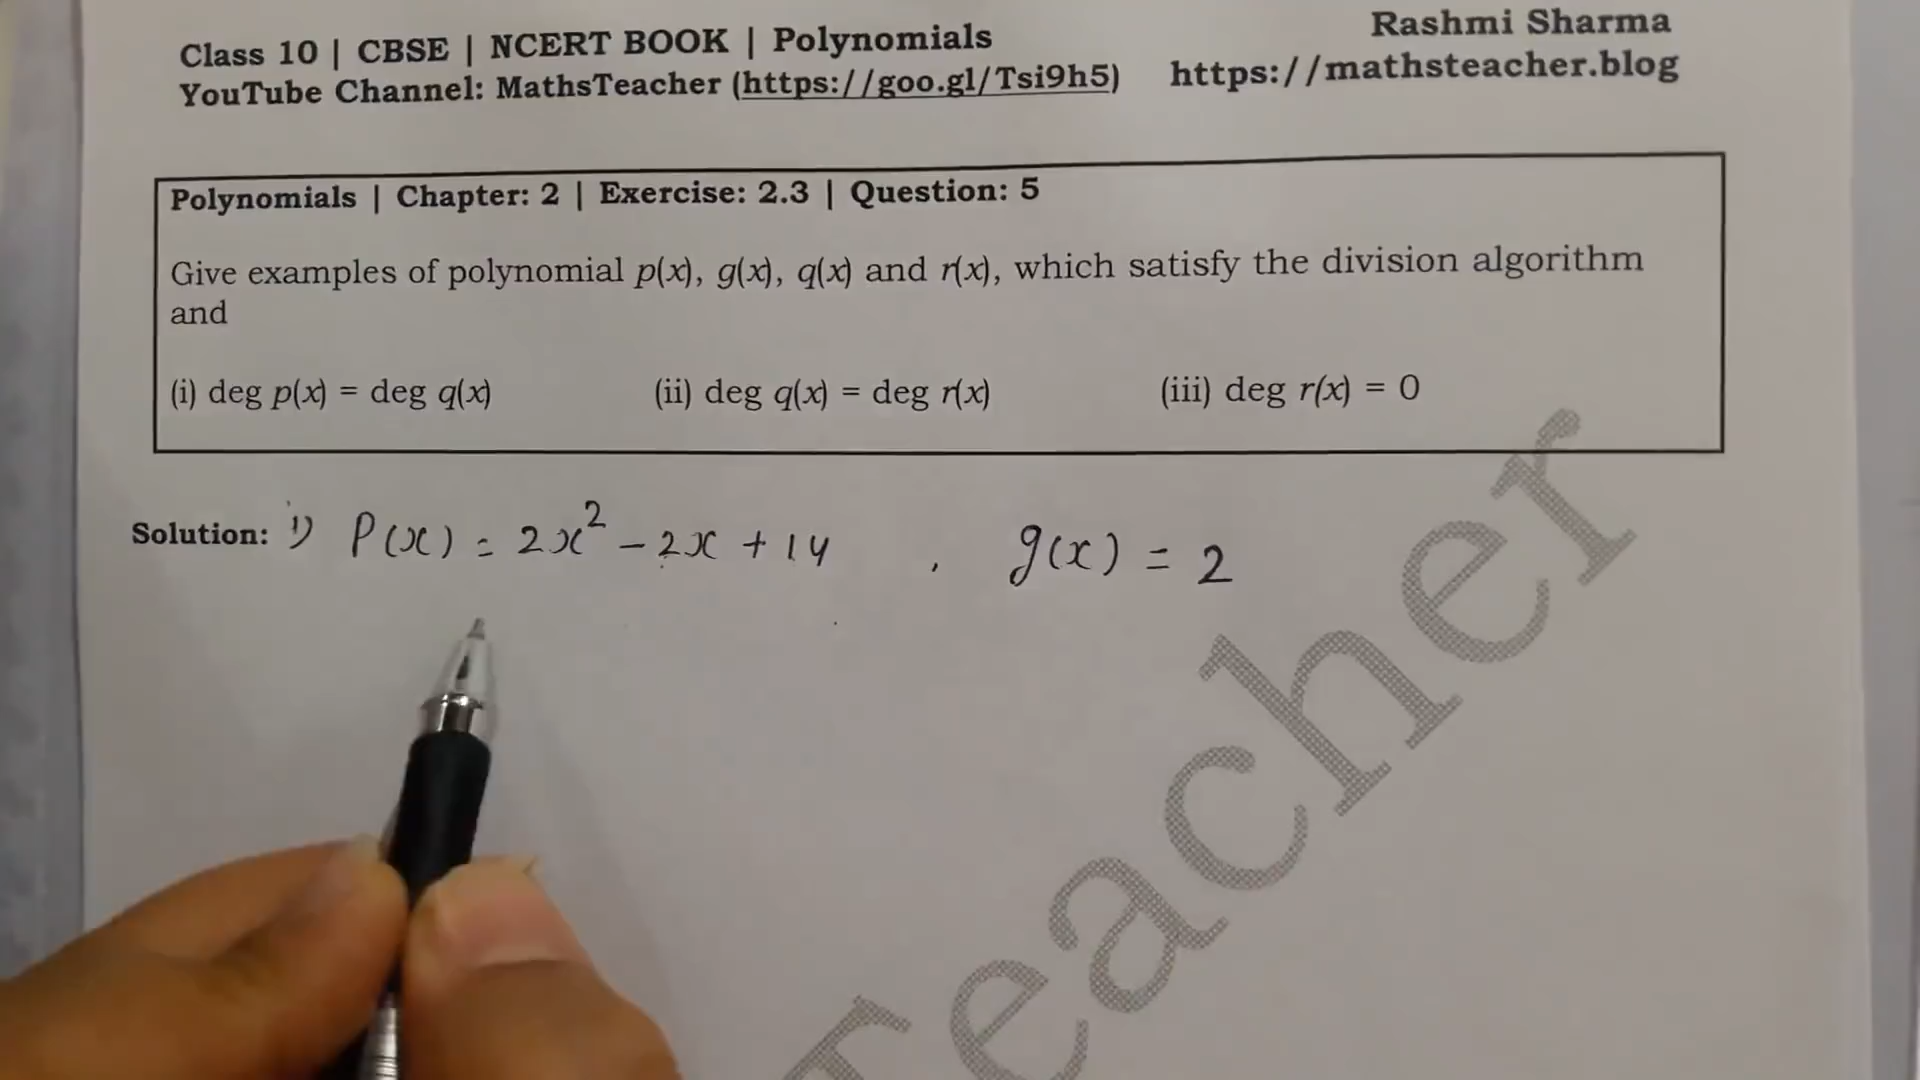 Class 10 | CBSE | NCERT BOOK | Polynomials
Rashmi Sharma
YouTube Channel: MathsTeacher (https://goo.gl/Tsi9h5)
https://mathsteacher.blog
Polynomials | Chapter: 2 | Exercise: 2.3 | Question: 5
Give examples of polynomial p(x), g(x), q(x) and r(x), which satisfy the division algorithm
and
(i) deg p(x) = deg q(x) (ii) deg q(x) = deg r(x) (iii) deg r(x) = 0
Solution: i) P(x) = 2x² - 2x + 14 , g(x) = 2
Teacher